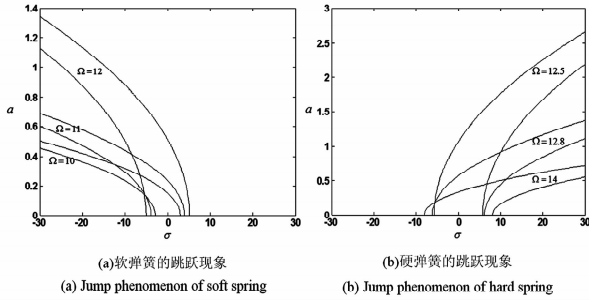 1.4
1.2
1
0.8
0.6
0.4
0.2
0
a
Ω=12
Ω=11
Ω=10
-30 -20 -10 0 10 20 30
σ
(a)软弹簧的跳跃现象
(a) Jump phenomenon of soft spring
3
2.5
2
1.5
1
0.5
0
a
Ω=12.5
Ω=12.8
Ω=14
-30 -20 -10 0 10 20 30
σ
(b)硬弹簧的跳跃现象
(b) Jump phenomenon of hard spring